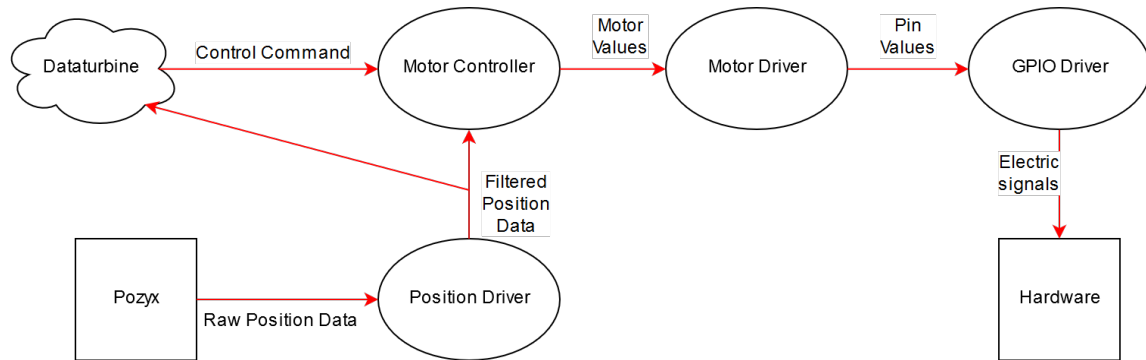 Dataturbine
Control Command
Motor Controller
Motor
Values
Motor Driver
Pin
Values
GPIO Driver
Filtered
Position
Data
Electric
signals
Pozyx
Raw Position Data
Position Driver
Hardware